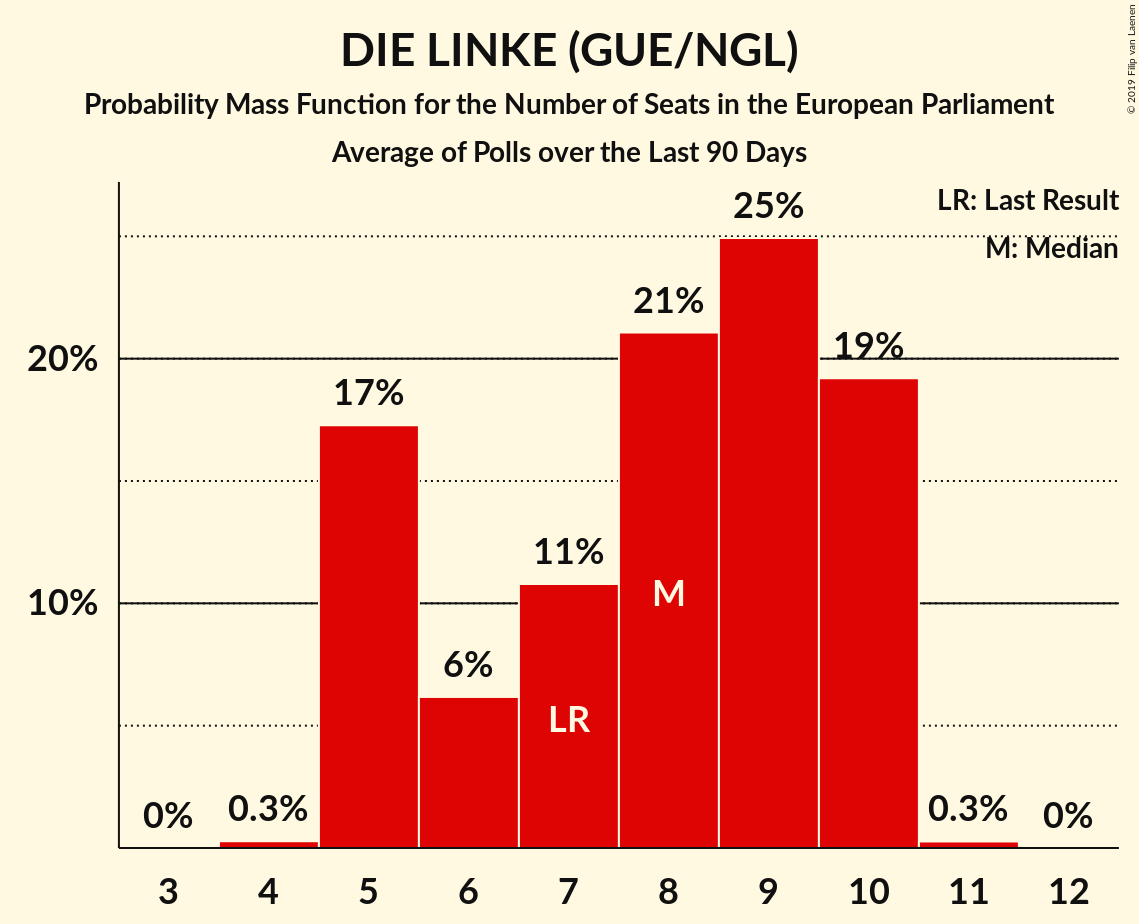 DIE LINKE (GUE/NGL)
Probability Mass Function for the Number of Seats in the European Parliament
Average of Polls over the Last 90 Days
© 2019 Filip van Laenen
LR: Last Result
M: Median
25%
21%
19%
20%
17%
11%
10%
M
6%
LR
0%
0.3%
0.3%
0%
3 4 5 6 7 8 9 10 11 12